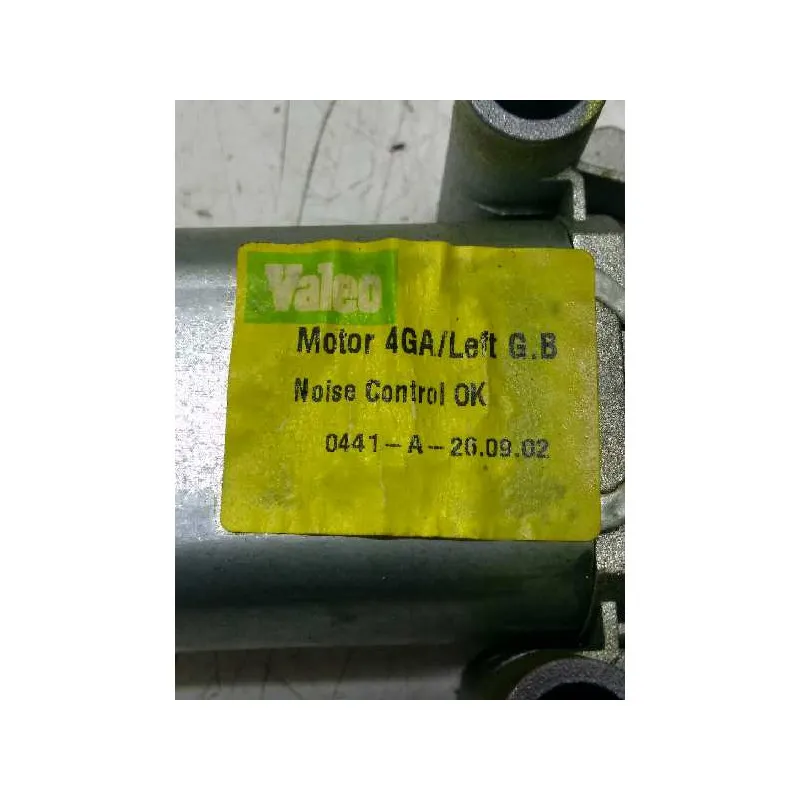 Valeo
Motor 4GA/Left G.B
Noise Control OK
0441-A-26.09.02